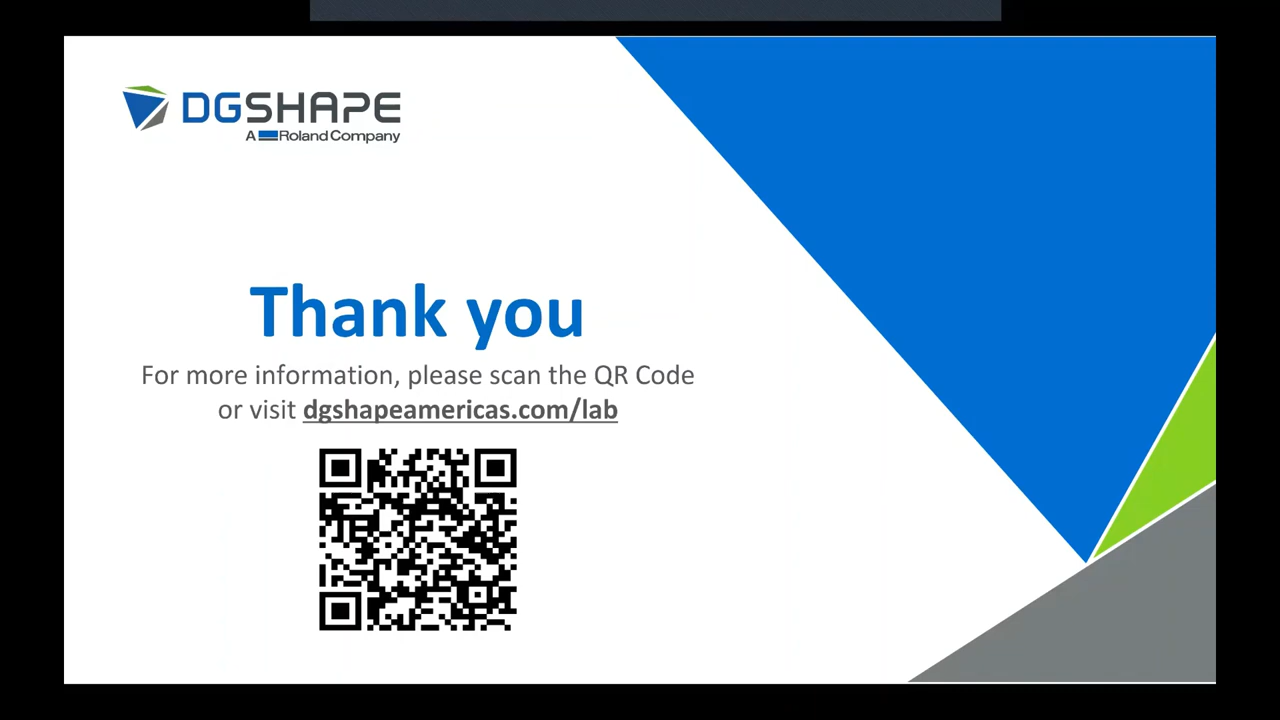 DGSHAPE
A Roland Company
Thank you
For more information, please scan the QR Code
or visit dgshapeamericas.com/lab